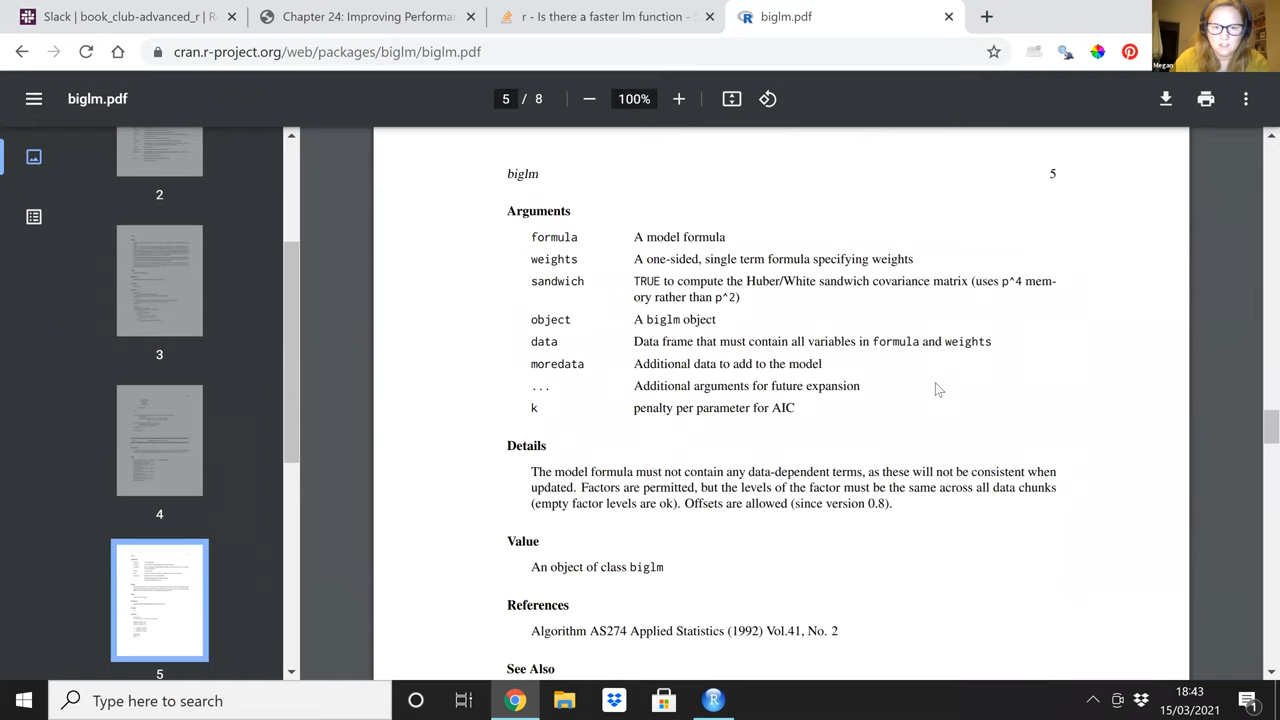 Slack | book_club-advanced_r | R
Chapter 24: Improving Performan
r - Is there a faster lm function -
biglm.pdf
cran.r-project.org/web/packages/biglm/biglm.pdf
Megan
biglm.pdf
5 / 8
100%
2
3
4
5
biglm 5
Arguments
formula A model formula
weights A one-sided, single term formula specifying weights
sandwich TRUE to compute the Huber/White sandwich covariance matrix (uses p^4 mem-
ory rather than p^2)
object A biglm object
data Data frame that must contain all variables in formula and weights
moredata Additional data to add to the model
... Additional arguments for future expansion
k penalty per parameter for AIC
Details
The model formula must not contain any data-dependent terms, as these will not be consistent when
updated. Factors are permitted, but the levels of the factor must be the same across all data chunks
(empty factor levels are ok). Offsets are allowed (since version 0.8).
Value
An object of class biglm
References
Algorithm AS274 Applied Statistics (1992) Vol.41, No. 2
See Also
Type here to search
18:43
15/03/2021
1